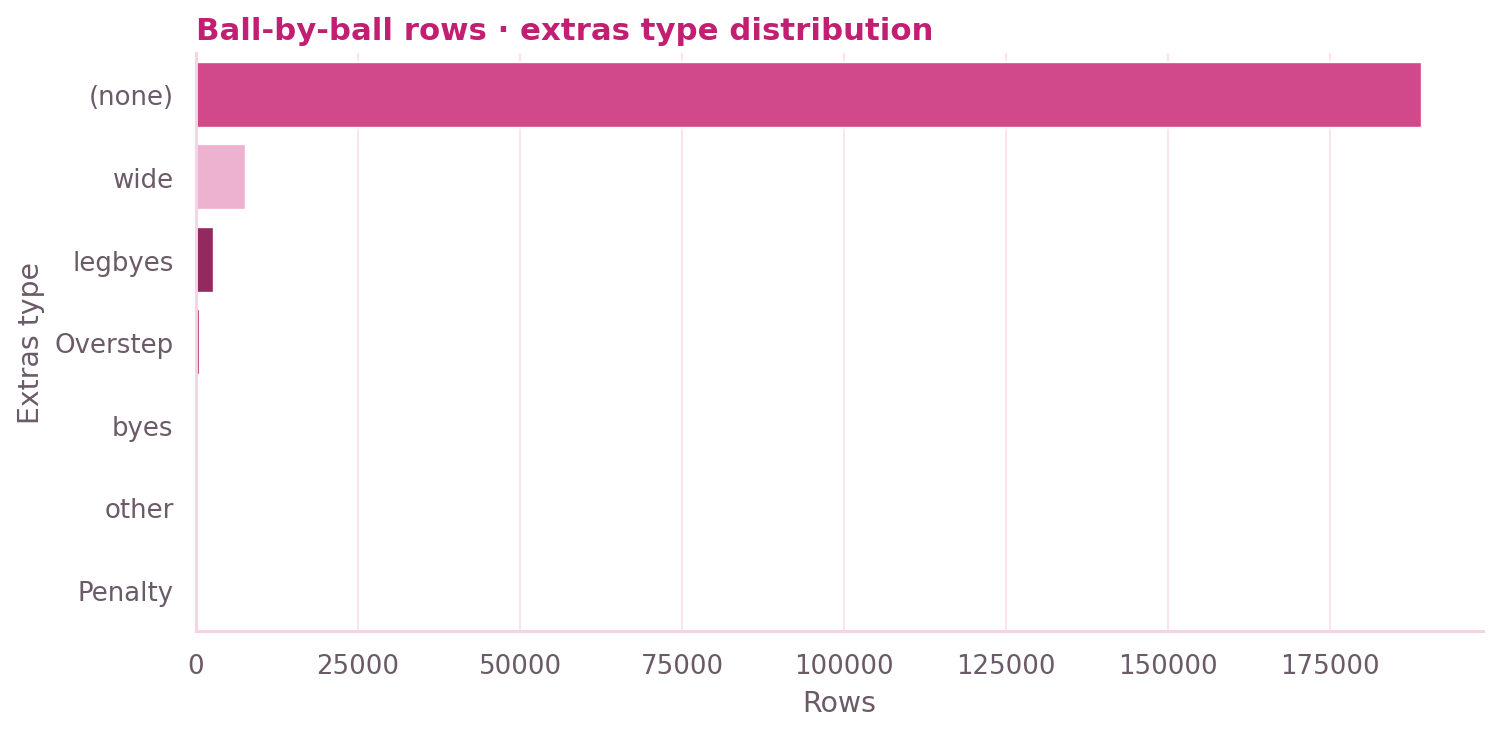 Ball-by-ball rows · extras type distribution
(none)
wide
legbyes
Overstep
byes
other
Penalty
Extras type
0 25000 50000 75000 100000 125000 150000 175000
Rows